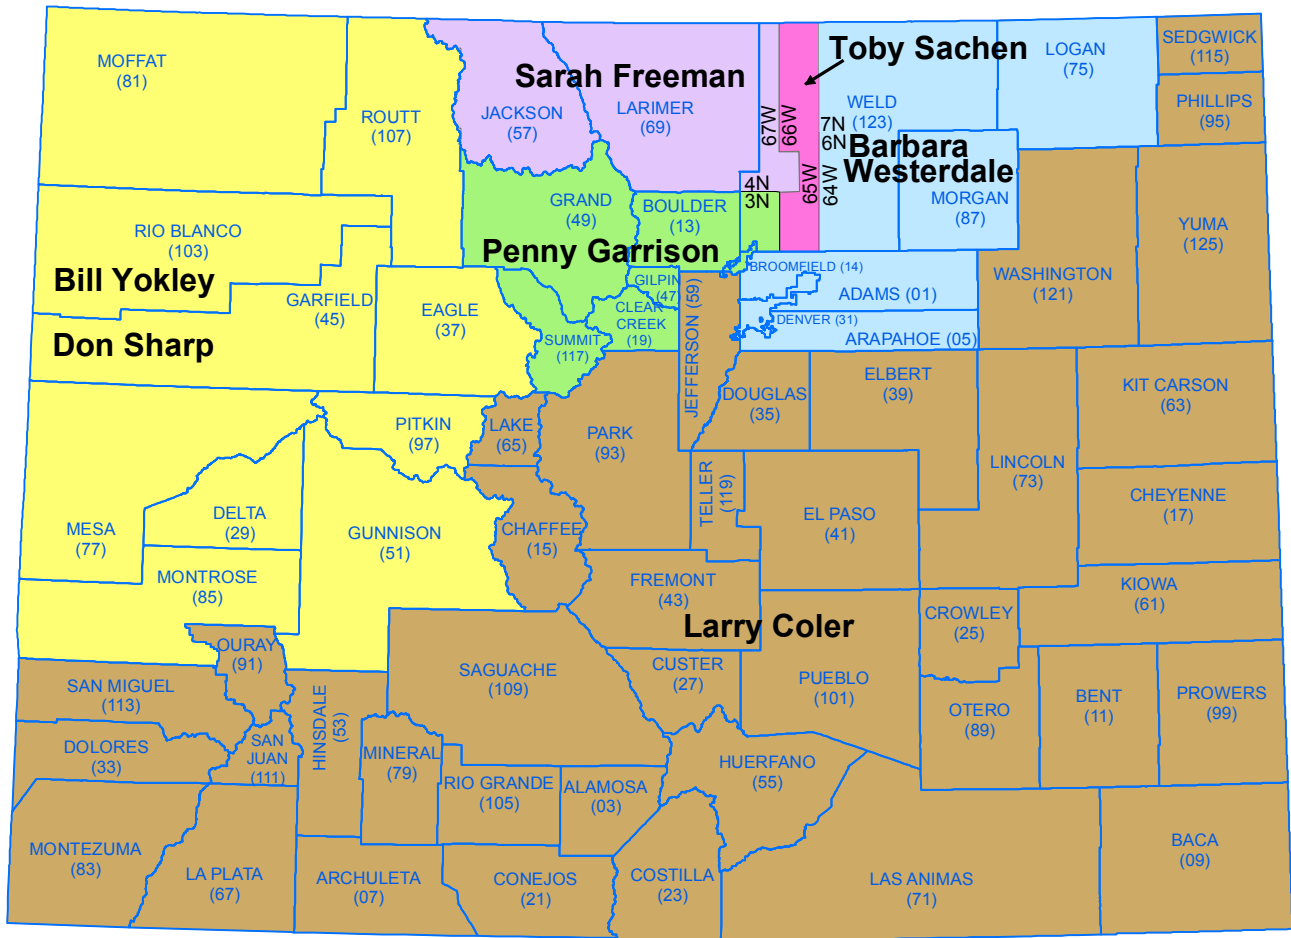 MOFFAT
(81)
ROUTT
(107)
JACKSON
(57)
Sarah Freeman
LARIMER
(69)
67W
66W
Toby Sachen
WELD
(123)
7N
6N
65W
64W
4N
3N
LOGAN
(75)
SEDGWICK
(115)
PHILLIPS
(95)
Barbara
Westerdale
MORGAN
(87)
YUMA
(125)
WASHINGTON
(121)
RIO BLANCO
(103)
Bill Yokley
GARFIELD
(45)
Don Sharp
EAGLE
(37)
GRAND
(49)
BOULDER
(13)
Penny Garrison
GILPIN
(47)
CLEAR
CREEK
(19)
SUMMIT
(117)
JEFFERSON (59)
BROOMFIELD (14)
ADAMS (01)
DENVER (31)
ARAPAHOE (05)
DOUGLAS
(35)
ELBERT
(39)
KIT CARSON
(63)
PITKIN
(97)
LAKE
(65)
PARK
(93)
TELLER
(119)
LINCOLN
(73)
CHEYENNE
(17)
MESA
(77)
DELTA
(29)
GUNNISON
(51)
CHAFFEE
(15)
EL PASO
(41)
MONTROSE
(85)
FREMONT
(43)
KIOWA
(61)
CROWLEY
(25)
Larry Coler
OURAY
(91)
SAGUACHE
(109)
CUSTER
(27)
PUEBLO
(101)
SAN MIGUEL
(113)
HINSDALE
(53)
OTERO
(89)
BENT
(11)
PROWERS
(99)
DOLORES
(33)
SAN
JUAN
(111)
MINERAL
(79)
RIO GRANDE
(105)
ALAMOSA
(03)
HUERFANO
(55)
MONTEZUMA
(83)
LA PLATA
(67)
ARCHULETA
(07)
CONEJOS
(21)
COSTILLA
(23)
LAS ANIMAS
(71)
BACA
(09)